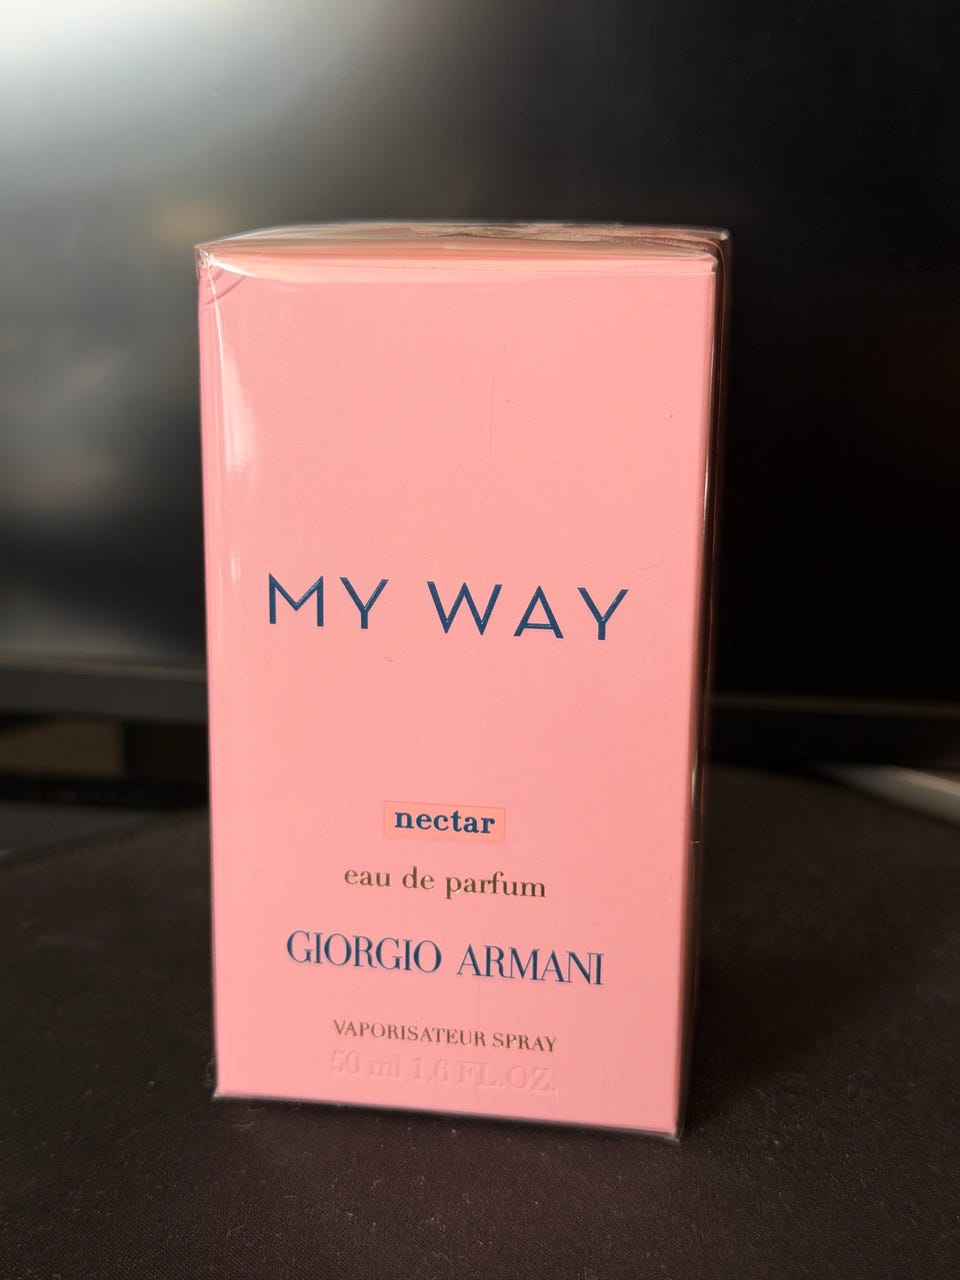 MY WAY
nectar
eau de parfum
GIORGIO ARMANI
VAPORISATEUR SPRAY
50 ml 1.6 FL.OZ.